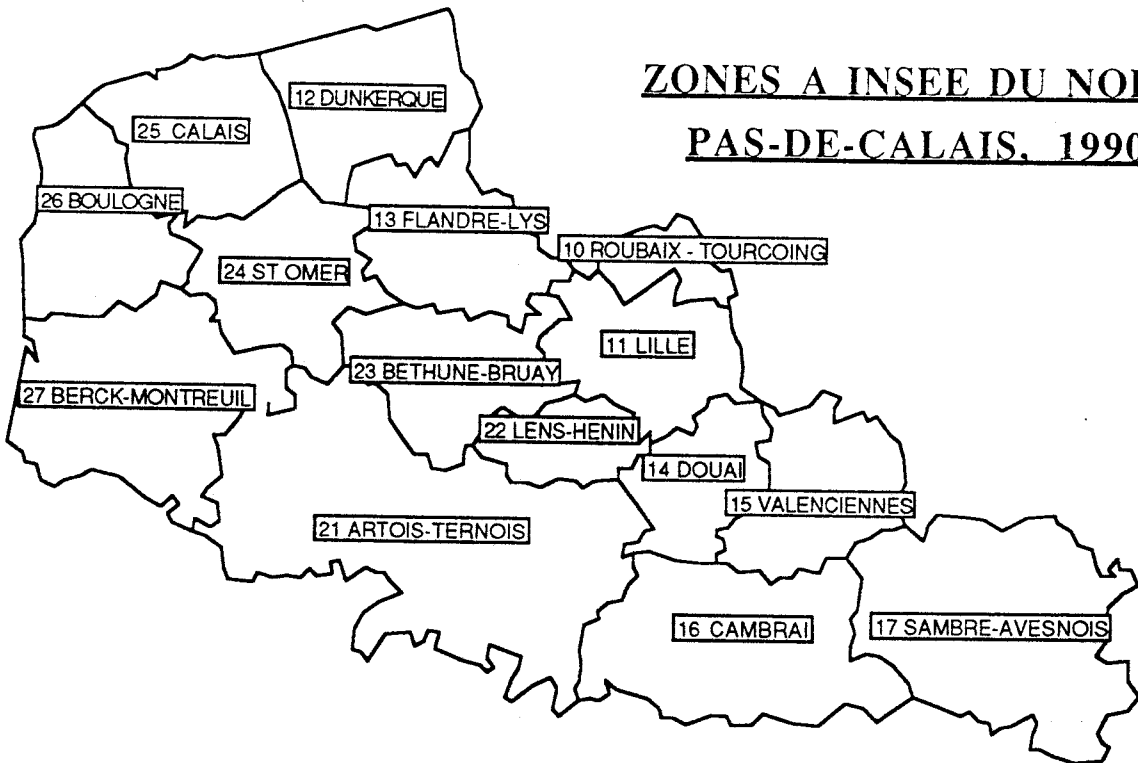 ZONES A INSEE DU
PAS-DE-CALAIS, 1990
12 DUNKERQUE
25 CALAIS
26 BOULOGNE
13 FLANDRE-LYS
10 ROUBAIX - TOURCOING
24 ST OMER
11 LILLE
23 BETHUNE-BRUAY
27 BERCK-MONTREUIL
22 LENS-HENIN
14 DOUAI
15 VALENCIENNES
21 ARTOIS-TERNOIS
16 CAMBRAI
17 SAMBRE-AVESNOIS